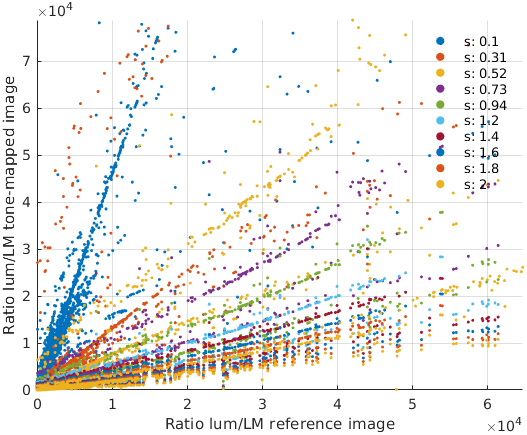 ×10⁴
s: 0.1
s: 0.31
s: 0.52
s: 0.73
s: 0.94
s: 1.2
s: 1.4
s: 1.6
s: 1.8
s: 2
7
6
5
4
3
2
1
0
Ratio lum/LM tone-mapped image
0 1 2 3 4 5 6
Ratio lum/LM reference image
×10⁴